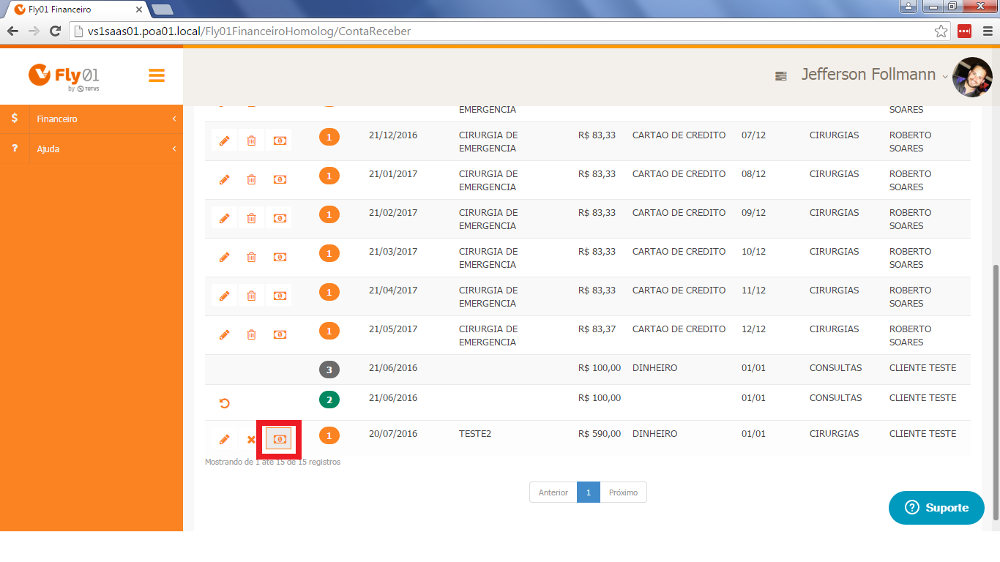 Fly01 Financeiro
vs1saas01.poa01.local/Fly01FinanceiroHomolog/ContaReceber
Fly01
by TOTVS
Jefferson Follmann
$ Financeiro
? Ajuda
EMERGENCIA SOARES
1 21/12/2016 CIRURGIA DE R$ 83,33 CARTAO DE CREDITO 07/12 CIRURGIAS ROBERTO
EMERGENCIA SOARES
1 21/01/2017 CIRURGIA DE R$ 83,33 CARTAO DE CREDITO 08/12 CIRURGIAS ROBERTO
EMERGENCIA SOARES
1 21/02/2017 CIRURGIA DE R$ 83,33 CARTAO DE CREDITO 09/12 CIRURGIAS ROBERTO
EMERGENCIA SOARES
1 21/03/2017 CIRURGIA DE R$ 83,33 CARTAO DE CREDITO 10/12 CIRURGIAS ROBERTO
EMERGENCIA SOARES
1 21/04/2017 CIRURGIA DE R$ 83,33 CARTAO DE CREDITO 11/12 CIRURGIAS ROBERTO
EMERGENCIA SOARES
1 21/05/2017 CIRURGIA DE R$ 83,37 CARTAO DE CREDITO 12/12 CIRURGIAS ROBERTO
EMERGENCIA SOARES
3 21/06/2016 R$ 100,00 DINHEIRO 01/01 CONSULTAS CLIENTE TESTE
2 21/06/2016 R$ 100,00 01/01 CONSULTAS CLIENTE TESTE
1 20/07/2016 TESTE2 R$ 590,00 DINHEIRO 01/01 CIRURGIAS CLIENTE TESTE
Mostrando de 1 até 15 de 15 registros
Anterior 1 Próximo
? Suporte